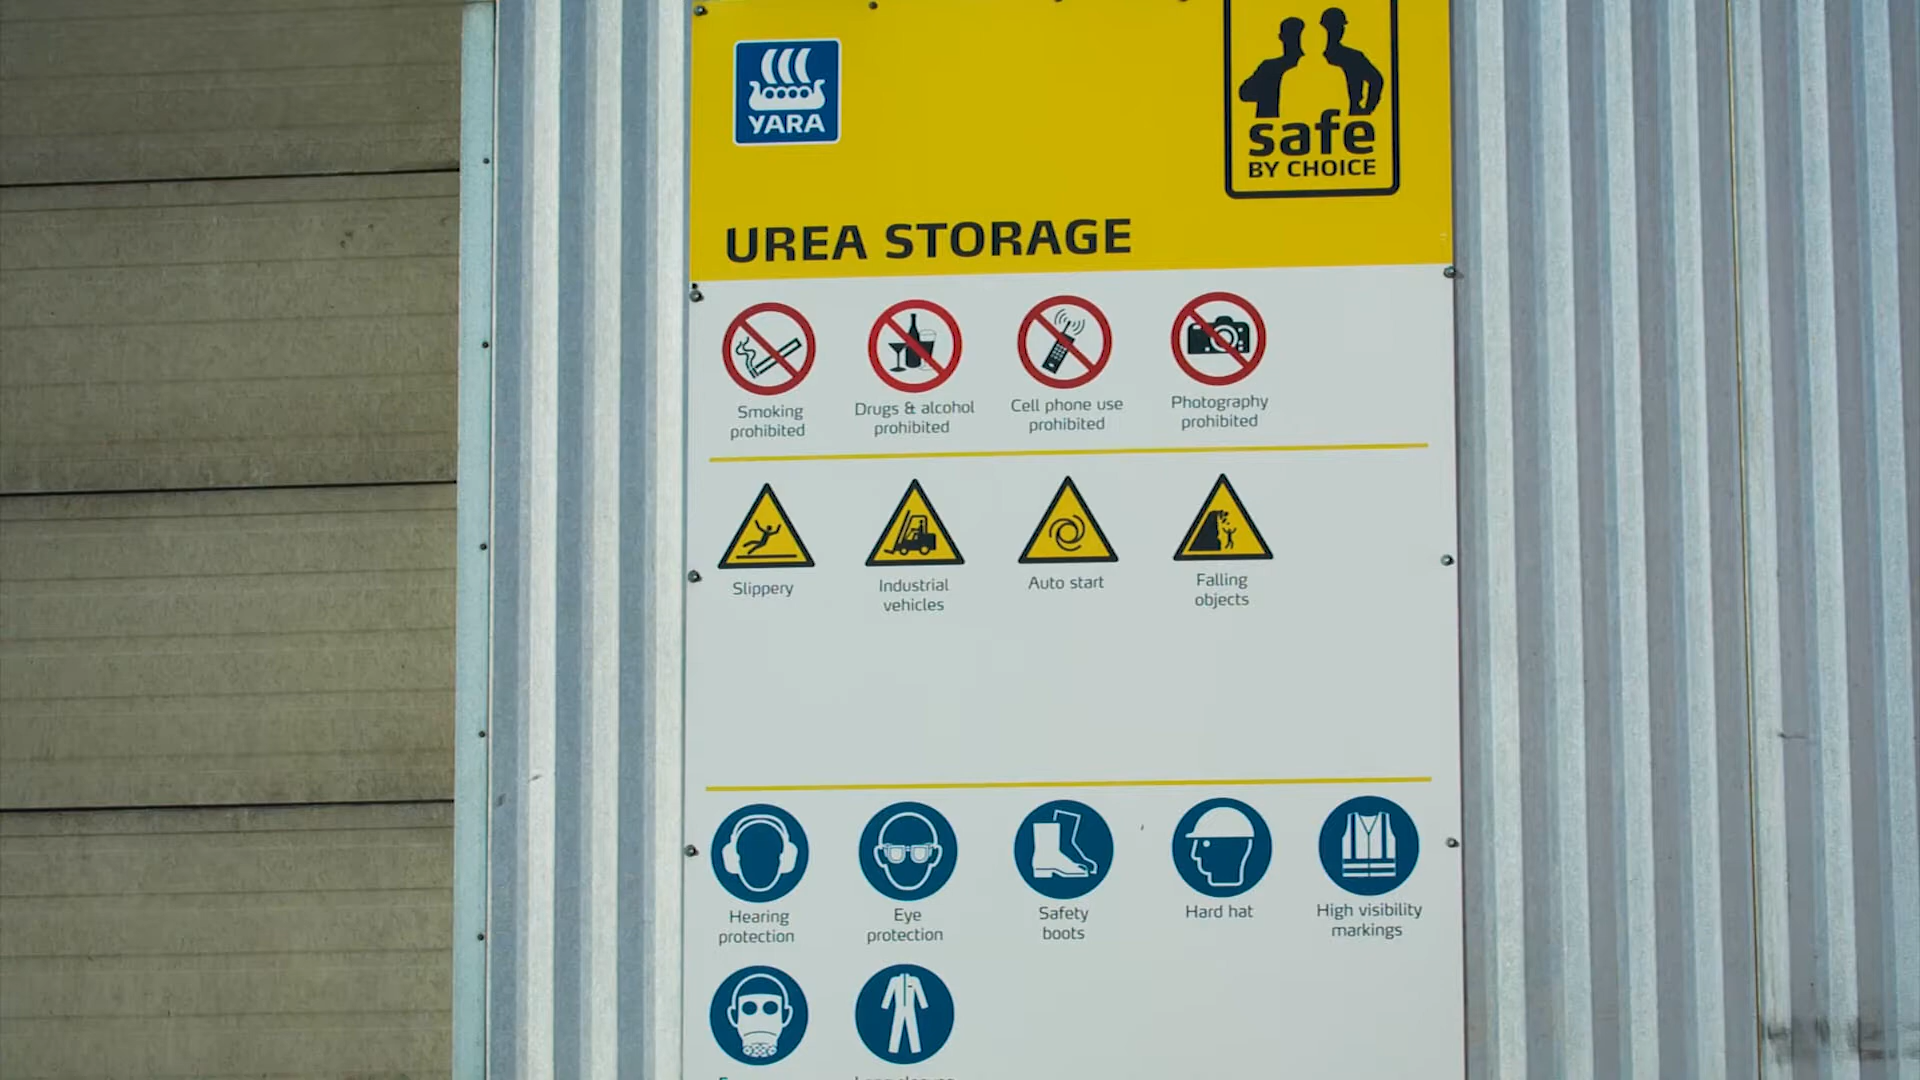 YARA
safe
BY CHOICE
UREA STORAGE
Smoking
prohibited
Drugs & alcohol
prohibited
Cell phone use
prohibited
Photography
prohibited
Slippery
Industrial
vehicles
Auto start
Falling
objects
Hearing
protection
Eye
protection
Safety
boots
Hard hat
High visibility
markings